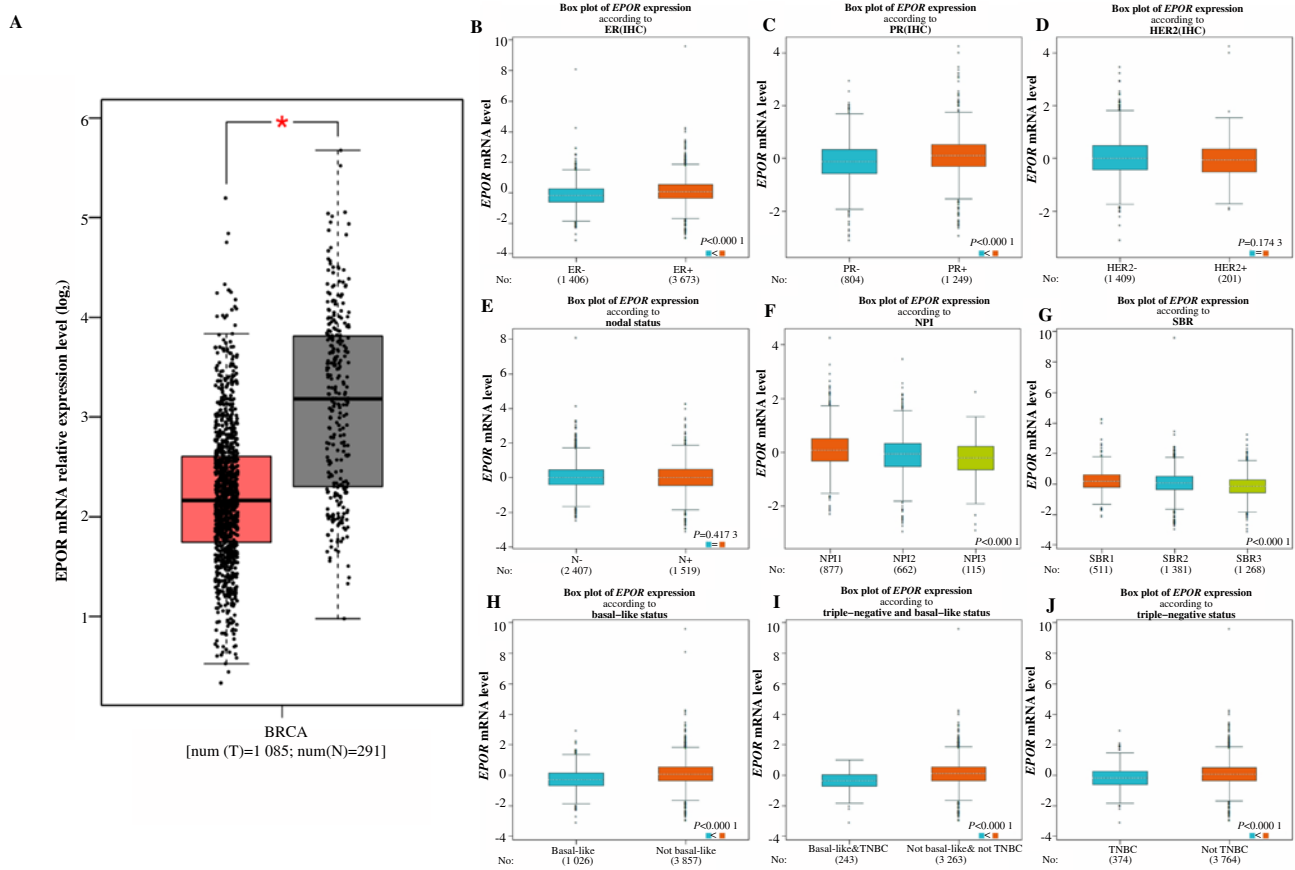 A
EPOR mRNA relative expression level (log2)
6
5
4
3
2
1
*
BRCA
[num (T)=1 085; num(N)=291]
B
Box plot of EPOR expression
according to
ER(IHC)
EPOR mRNA level
10
8
6
4
2
0
-2
-4
P<0.000 1
<
No:
ER-
(1 406)
ER+
(3 673)
C
Box plot of EPOR expression
according to
PR(IHC)
EPOR mRNA level
4
2
0
-2
P<0.000 1
<
No:
PR-
(804)
PR+
(1 249)
D
Box plot of EPOR expression
according to
HER2(IHC)
EPOR mRNA level
4
2
0
-2
P=0.174 3
=
No:
HER2-
(1 409)
HER2+
(201)
E
Box plot of EPOR expression
according to
nodal status
EPOR mRNA level
8
6
4
2
0
-2
-4
P=0.417 3
=
No:
N-
(2 407)
N+
(1 519)
F
Box plot of EPOR expression
according to
NPI
EPOR mRNA level
4
2
0
-2
P<0.000 1
No:
NPI1
(877)
NPI2
(662)
NPI3
(115)
G
Box plot of EPOR expression
according to
SBR
EPOR mRNA level
10
8
6
4
2
0
-2
-4
P<0.000 1
No:
SBR1
(511)
SBR2
(1 381)
SBR3
(1 268)
H
Box plot of EPOR expression
according to
basal-like status
EPOR mRNA level
10
8
6
4
2
0
-2
-4
P<0.000 1
<
No:
Basal-like
(1 026)
Not basal-like
(3 857)
I
Box plot of EPOR expression
according to
triple-negative and basal-like status
EPOR mRNA level
10
8
6
4
2
0
-2
-4
P<0.000 1
<
No:
Basal-like&TNBC
(243)
Not basal-like& not TNBC
(3 263)
J
Box plot of EPOR expression
according to
triple-negative status
EPOR mRNA level
10
8
6
4
2
0
-2
-4
P<0.000 1
<
No:
TNBC
(374)
Not TNBC
(3 764)